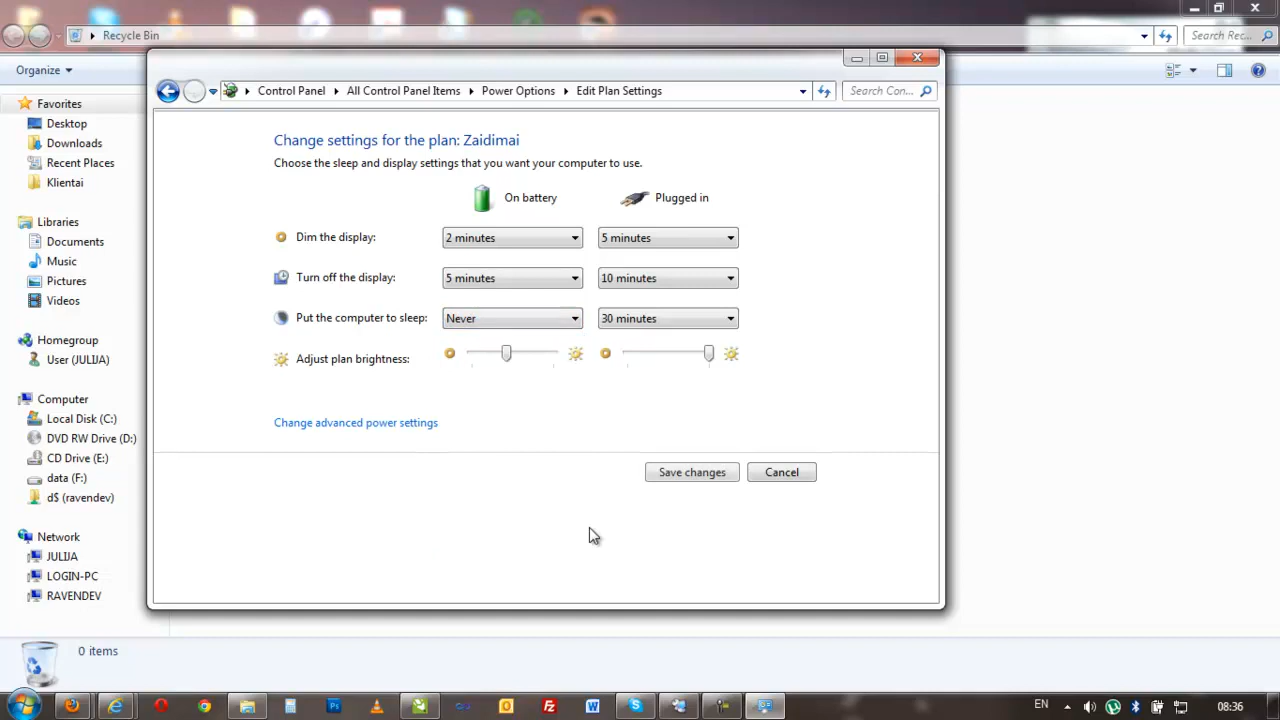 Recycle Bin
Search Rec...
Organize
Control Panel
All Control Panel Items
Power Options
Edit Plan Settings
Search Con...
Favorites
Desktop
Downloads
Recent Places
Klientai
Libraries
Documents
Music
Pictures
Videos
Homegroup
User (JULIJA)
Computer
Local Disk (C:)
DVD RW Drive (D:)
CD Drive (E:)
data (F:)
d$ (ravendev)
Network
JULIJA
LOGIN-PC
RAVENDEV
Change settings for the plan: Zaidimai
Choose the sleep and display settings that you want your computer to use.
On battery
Plugged in
Dim the display:
2 minutes
5 minutes
Turn off the display:
5 minutes
10 minutes
Put the computer to sleep:
Never
30 minutes
Adjust plan brightness:
Change advanced power settings
Save changes
Cancel
0 items
EN
08:36